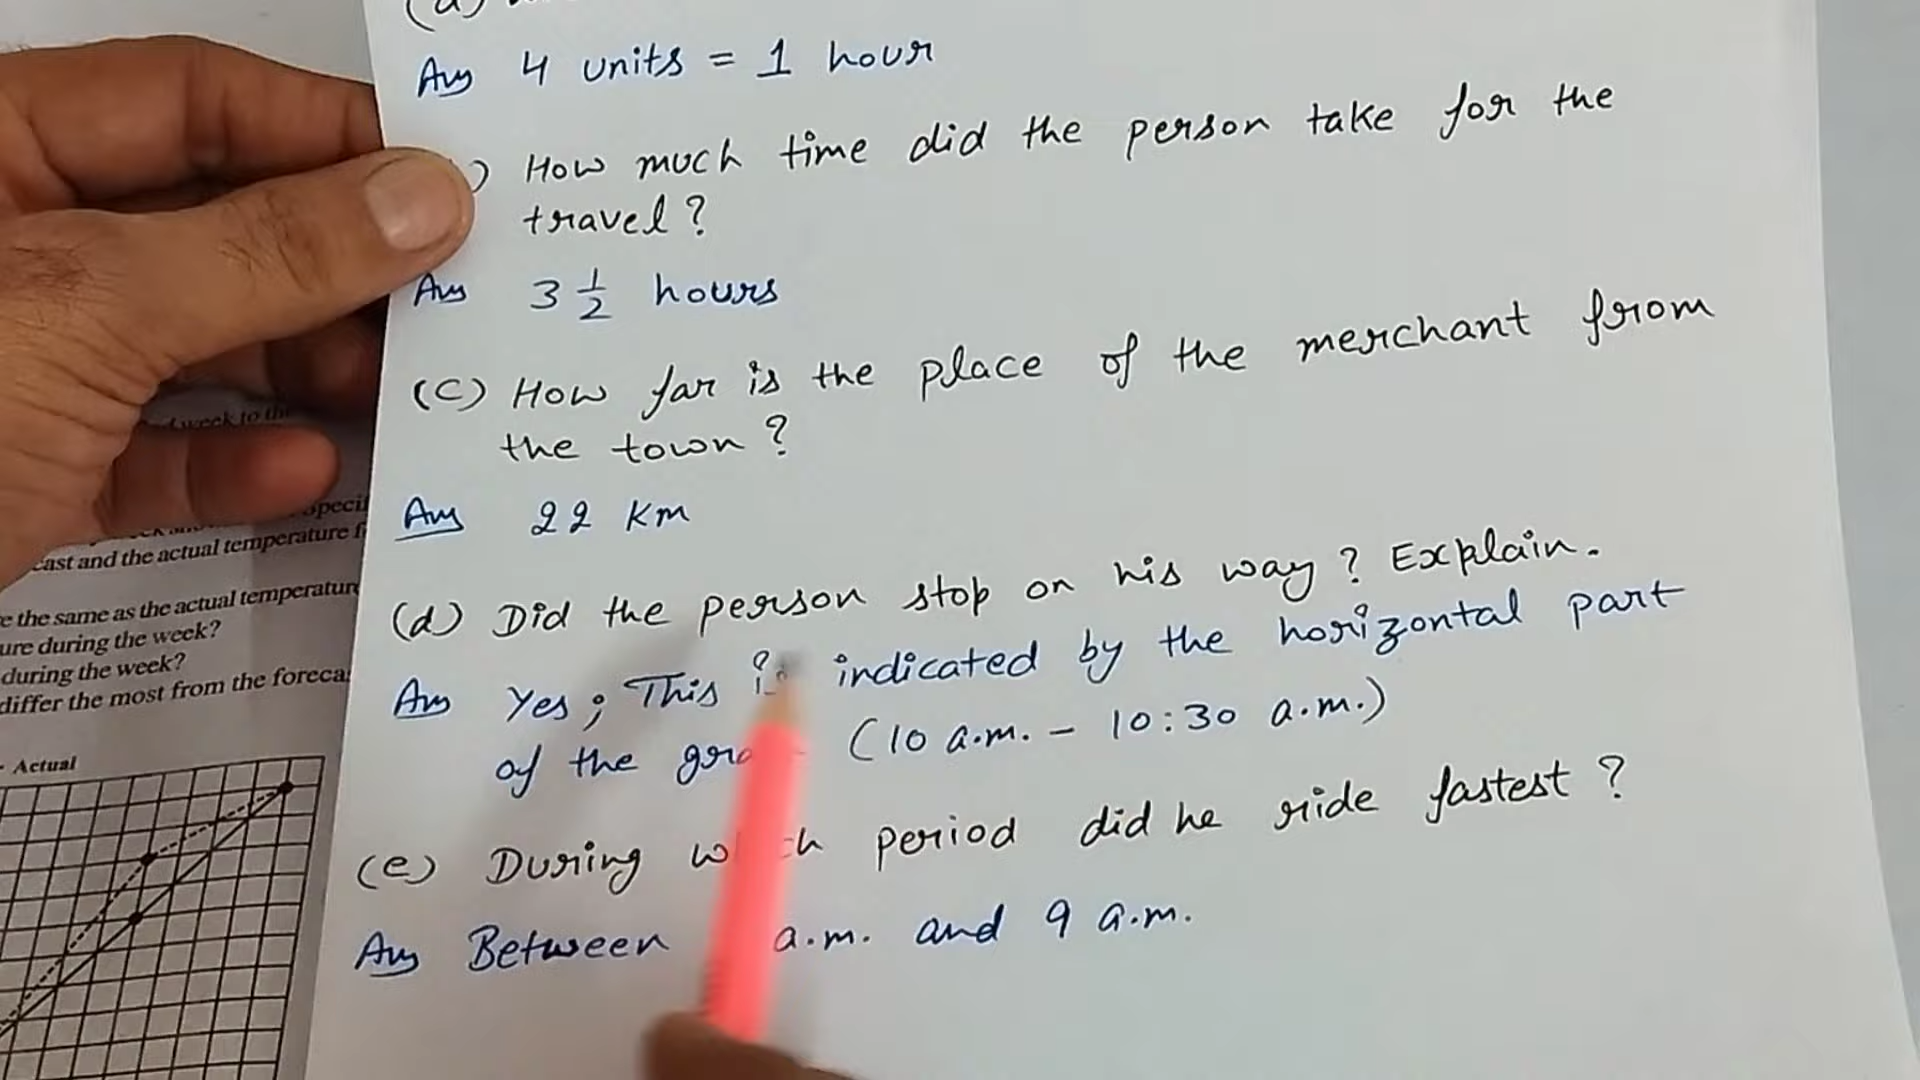 (a)
Ans 4 units = 1 hour
) How much time did the person take for the
travel?
Ans 3 1/2 hours
(C) How far is the place of the merchant from
the town?
Ans 22 Km
(d) Did the person stop on his way? Explain.
Ans Yes; This is indicated by the horizontal part
of the (10 a.m. - 10:30 a.m.)
(e) During period did he ride fastest?
Ans Between a.m. and 9 a.m.
week to the
cast and the actual temperature
e the same as the actual temperature
ure during the week?
during the week?
differ the most from the
- Actual